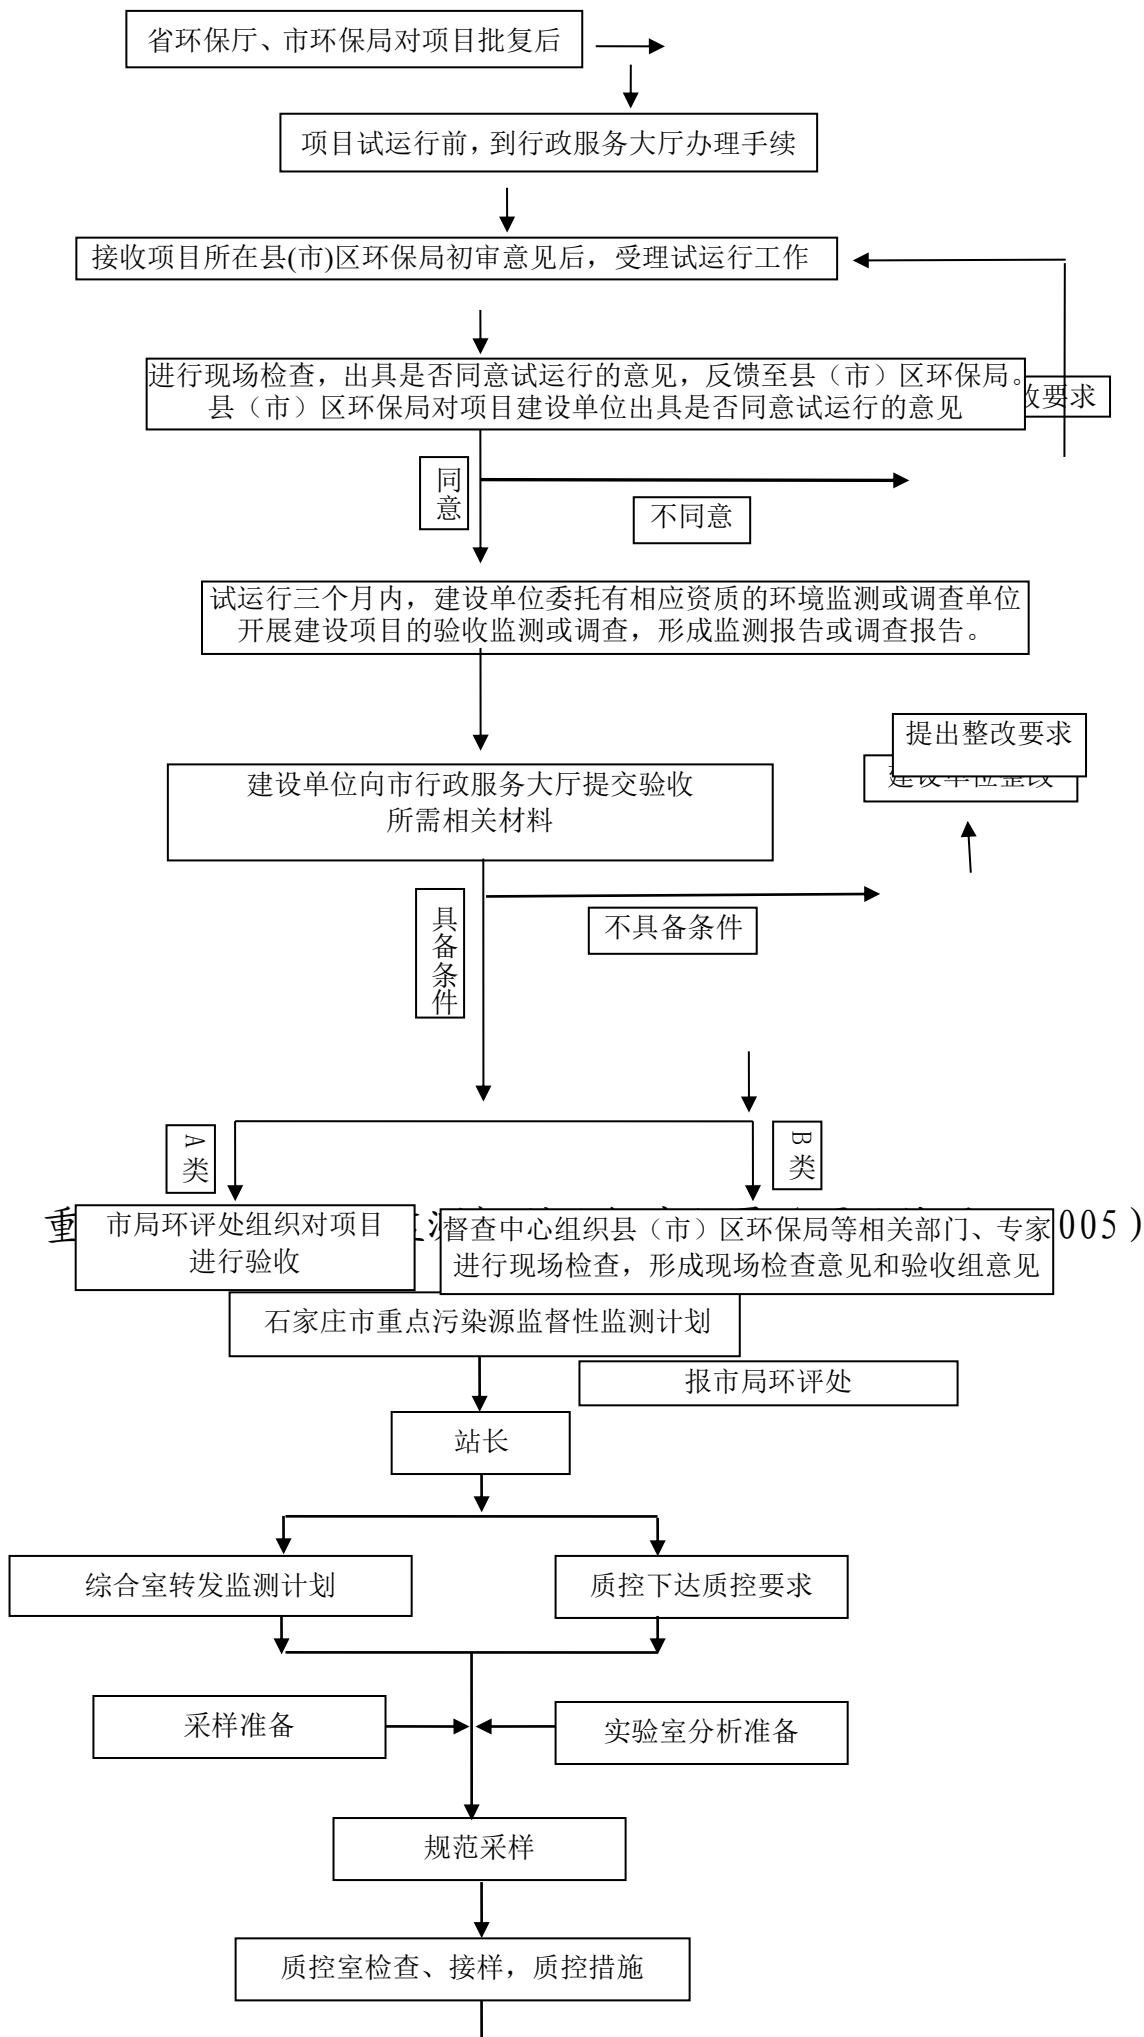 省环保厅、市环保局对项目批复后
项目试运行前，到行政服务大厅办理手续
接收项目所在县(市)区环保局初审意见后，受理试运行工作
进行现场检查，出具是否同意试运行的意见，反馈至县（市）区环保局。
县（市）区环保局对项目建设单位出具是否同意试运行的意见
改要求
同意
不同意
试运行三个月内，建设单位委托有相应资质的环境监测或调查单位
开展建设项目的验收监测或调查，形成监测报告或调查报告。
提出整改要求
建设单位整改
建设单位向市行政服务大厅提交验收
所需相关材料
具备条件
不具备条件
A类
B类
重
005）
市局环评处组织对项目
进行验收
督查中心组织县（市）区环保局等相关部门、专家
进行现场检查，形成现场检查意见和验收组意见
石家庄市重点污染源监督性监测计划
报市局环评处
站长
综合室转发监测计划
质控下达质控要求
采样准备
实验室分析准备
规范采样
质控室检查、接样，质控措施